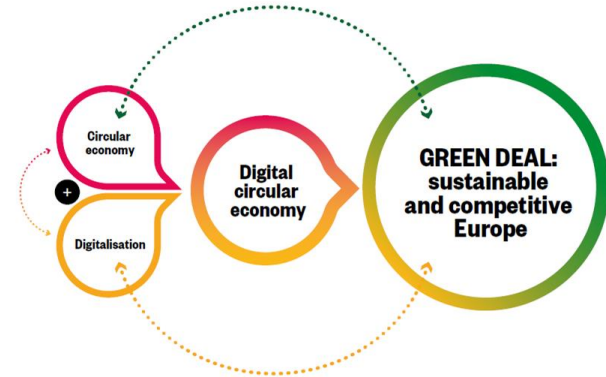 Circular
economy
+
Digitalisation
Digital
circular
economy
GREEN DEAL:
sustainable
and competitive
Europe